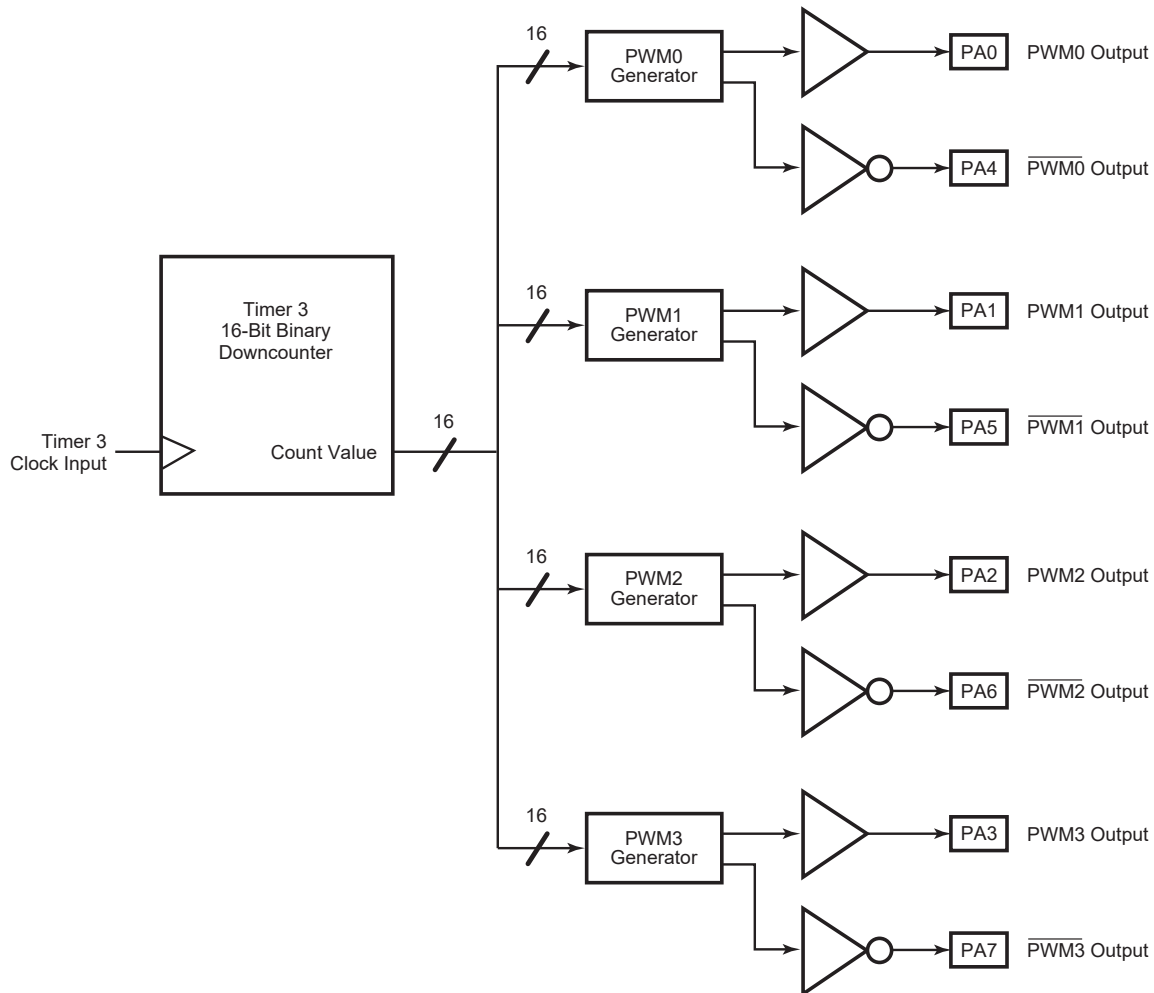 16
PWM0
Generator
PA0 PWM0 Output
PA4 PWM0 Output
Timer 3
16-Bit Binary
Downcounter
Timer 3
Clock Input
Count Value
16
16
PWM1
Generator
PA1 PWM1 Output
PA5 PWM1 Output
16
PWM2
Generator
PA2 PWM2 Output
PA6 PWM2 Output
16
PWM3
Generator
PA3 PWM3 Output
PA7 PWM3 Output